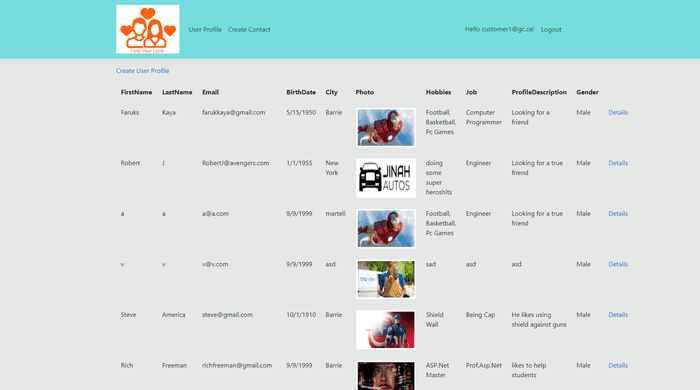 Find Your Love
User Profile Create Contact
Hello customer1@gc.ca! Logout
Create User Profile
FirstName LastName Email BirthDate City Photo Hobbies Job ProfileDescription Gender
Faruks Kaya farukkaya@gmail.com 5/15/1950 Barrie Football, Computer Looking for a Male Details
Basketball, Programmer friend
Pc Games
Robert J RobertJ@avengers.com 1/1/1955 New doing Engineer Looking for a true Male Details
York some friend
super
heroshits
JINAH
AUTOS
a a a@a.com 9/9/1999 martell Football, Engineer Looking for a true Male Details
Basketball, friend
Pc Games
v v v@v.com 9/9/1999 asd sad asd asd Male Details
Steve America steve@gmail.com 10/1/1910 Barrie Shield Being Cap He likes using Male Details
Wall shield against guns
Rich Freeman richfreeman@gmail.com 9/9/1999 Barrie ASP.Net Prof.Asp.Net likes to help Male Details
Master students